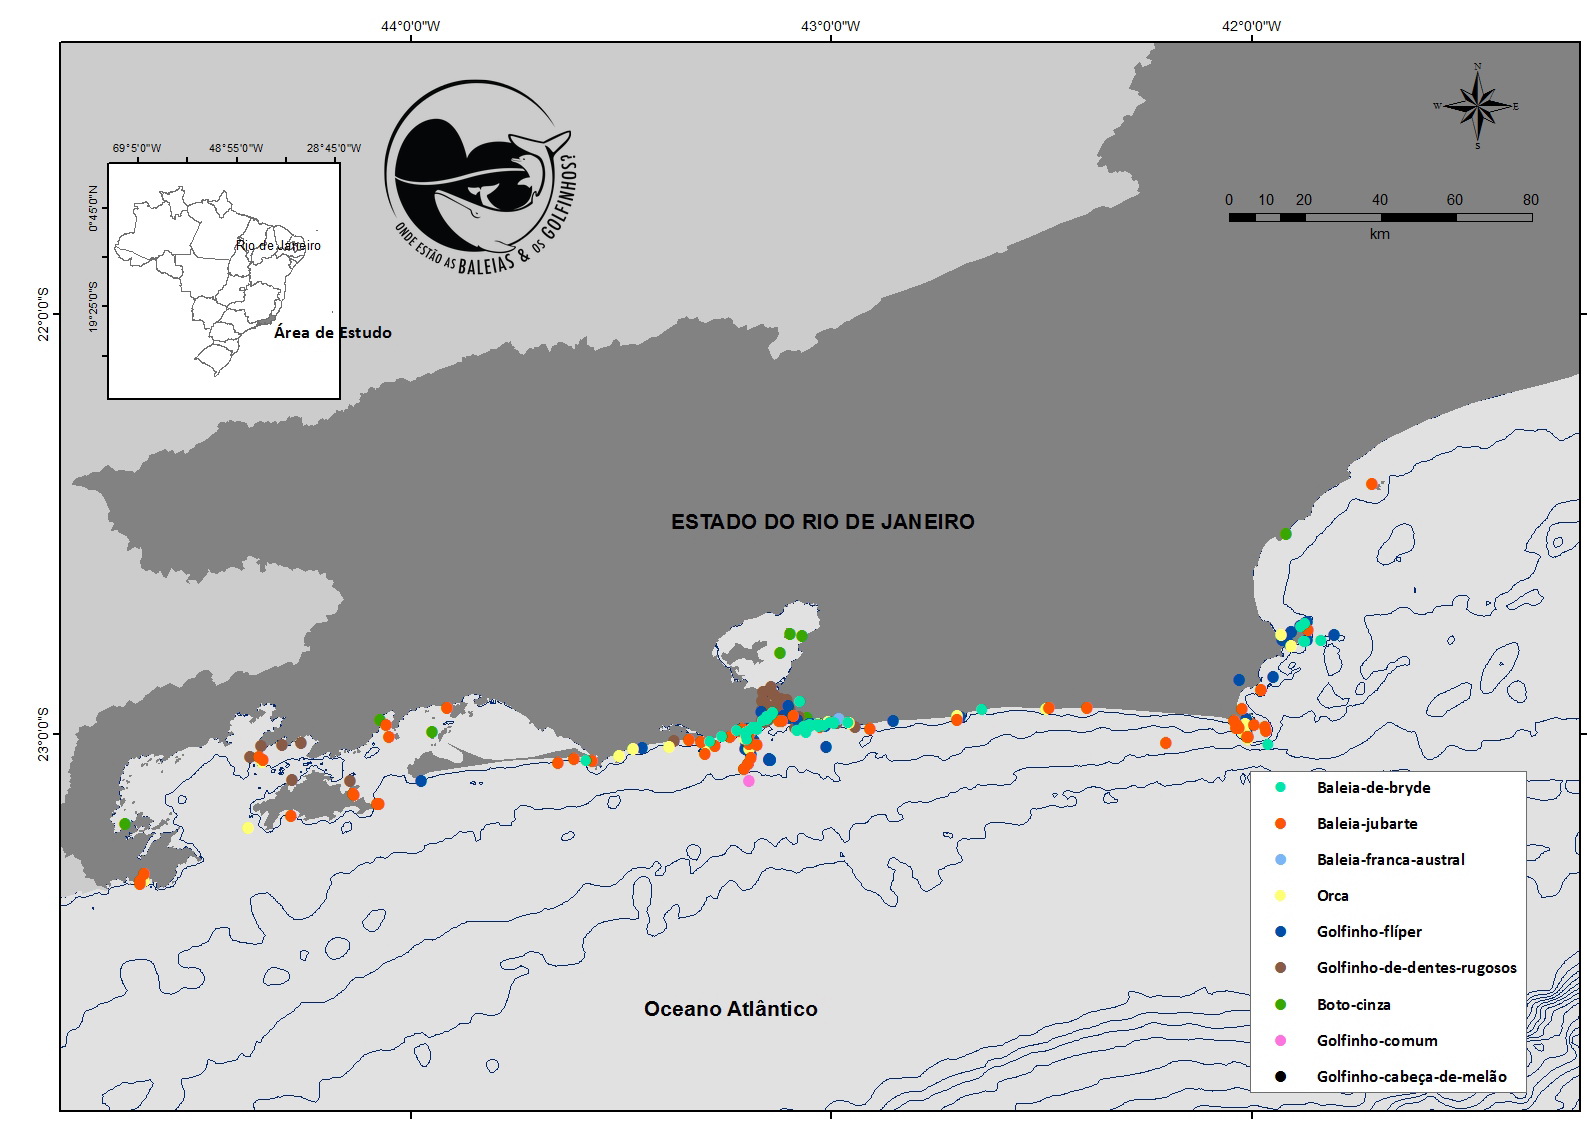 44°0'0"W
43°0'0"W
42°0'0"W
N
W
E
S
0 10 20 40 60 80
km
69°5'0"W
48°55'0"W
28°45'0"W
0°45'0"N
19°25'0"S
Rio de Janeiro
Área de Estudo
ONDE ESTÃO AS BALEIAS & OS GOLFINHOS?
22°0'0"S
23°0'0"S
ESTADO DO RIO DE JANEIRO
Oceano Atlântico
Baleia-de-bryde
Baleia-jubarte
Baleia-franca-austral
Orca
Golfinho-flíper
Golfinho-de-dentes-rugosos
Boto-cinza
Golfinho-comum
Golfinho-cabeça-de-melão